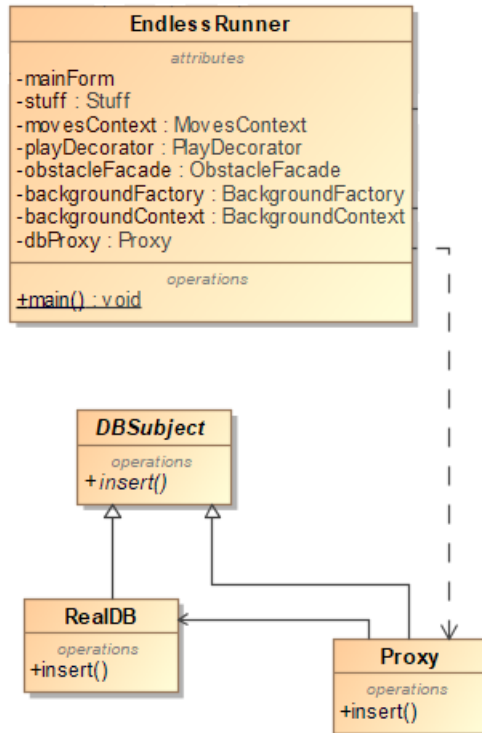 EndlessRunner
attributes
-mainForm
-stuff : Stuff
-movesContext : MovesContext
-playDecorator : PlayDecorator
-obstacleFacade : ObstacleFacade
-backgroundFactory : BackgroundFactory
-backgroundContext : BackgroundContext
-dbProxy : Proxy
operations
+main() : void
DBSubject
operations
+insert()
RealDB
operations
+insert()
Proxy
operations
+insert()